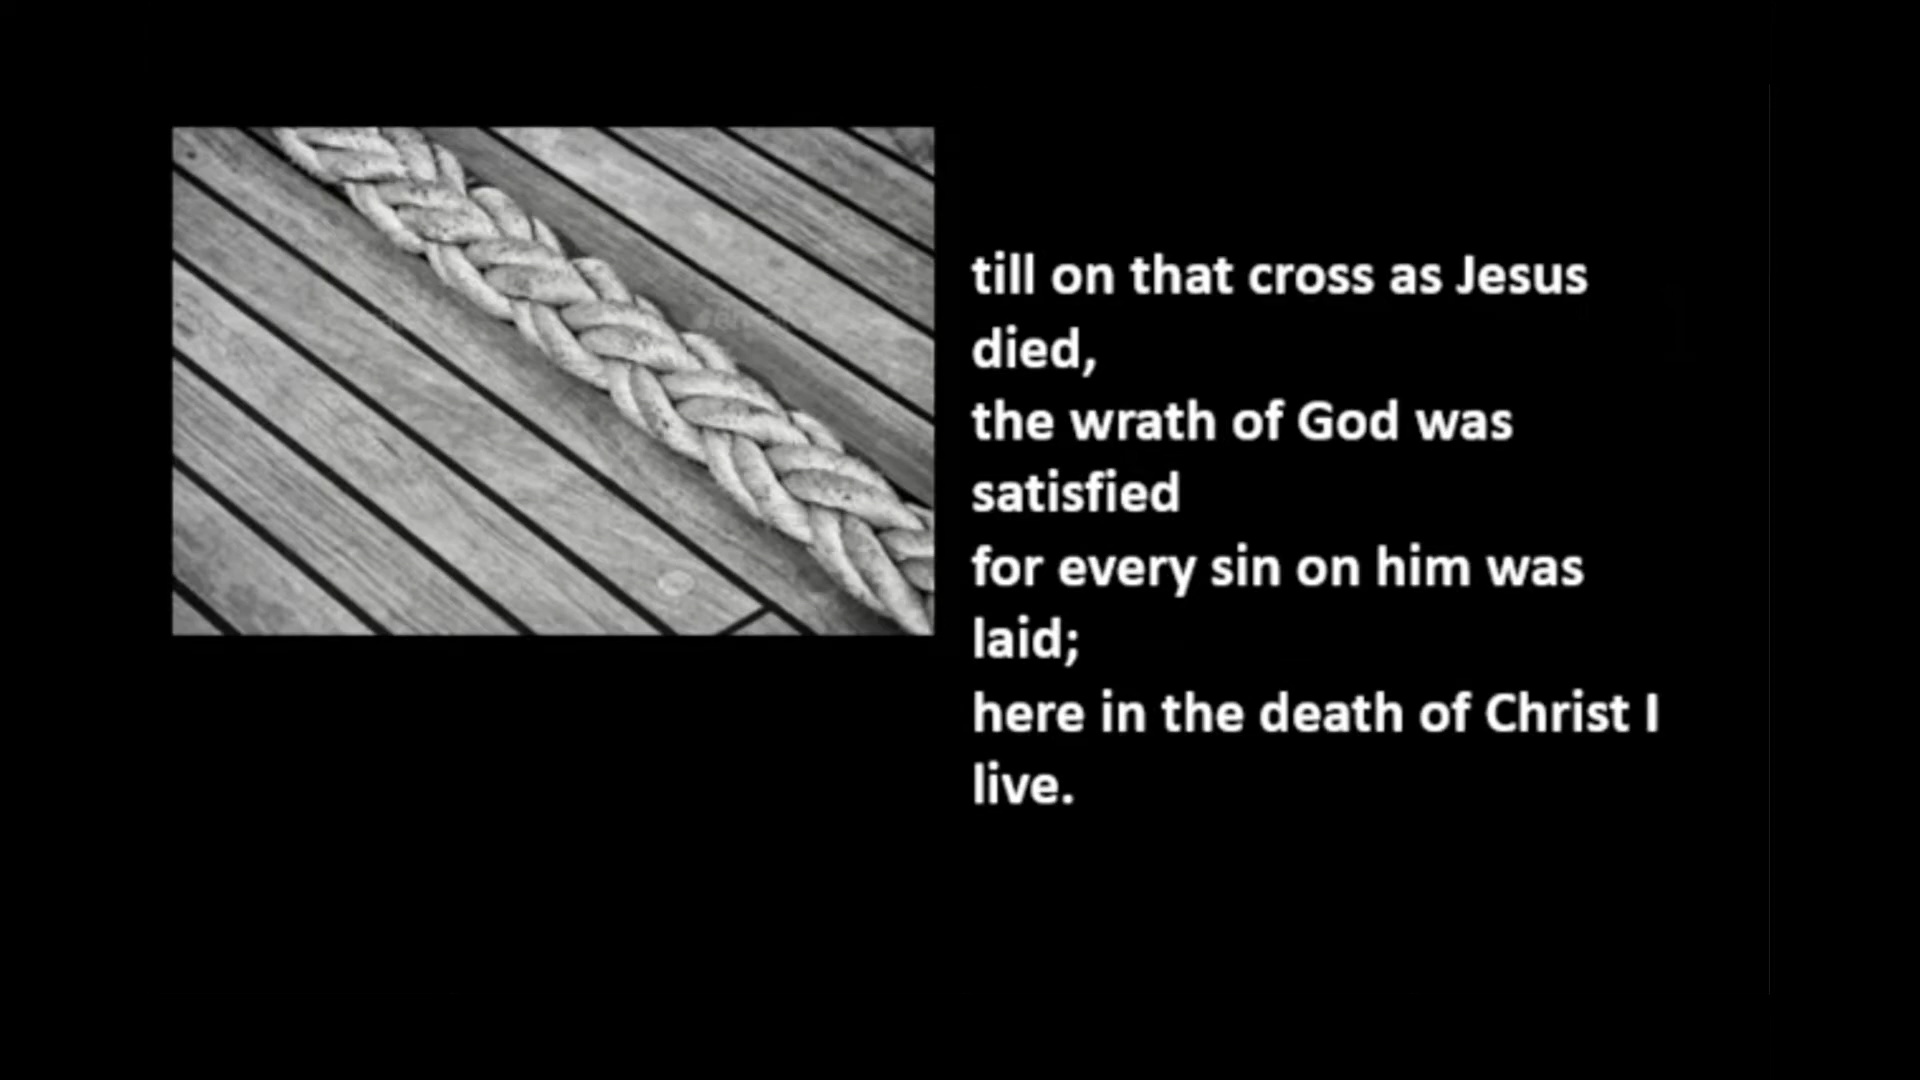 till on that cross as Jesus
died,
the wrath of God was
satisfied
for every sin on him was
laid;
here in the death of Christ I
live.